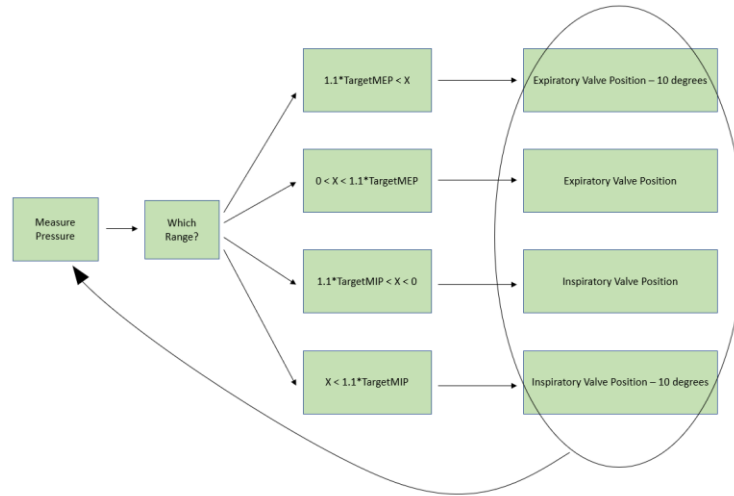 1.1*TargetMEP < X
Expiratory Valve Position – 10 degrees
0 < X < 1.1*TargetMEP
Expiratory Valve Position
Measure
Pressure
Which
Range?
1.1*TargetMIP < X < 0
Inspiratory Valve Position
X < 1.1*TargetMIP
Inspiratory Valve Position – 10 degrees